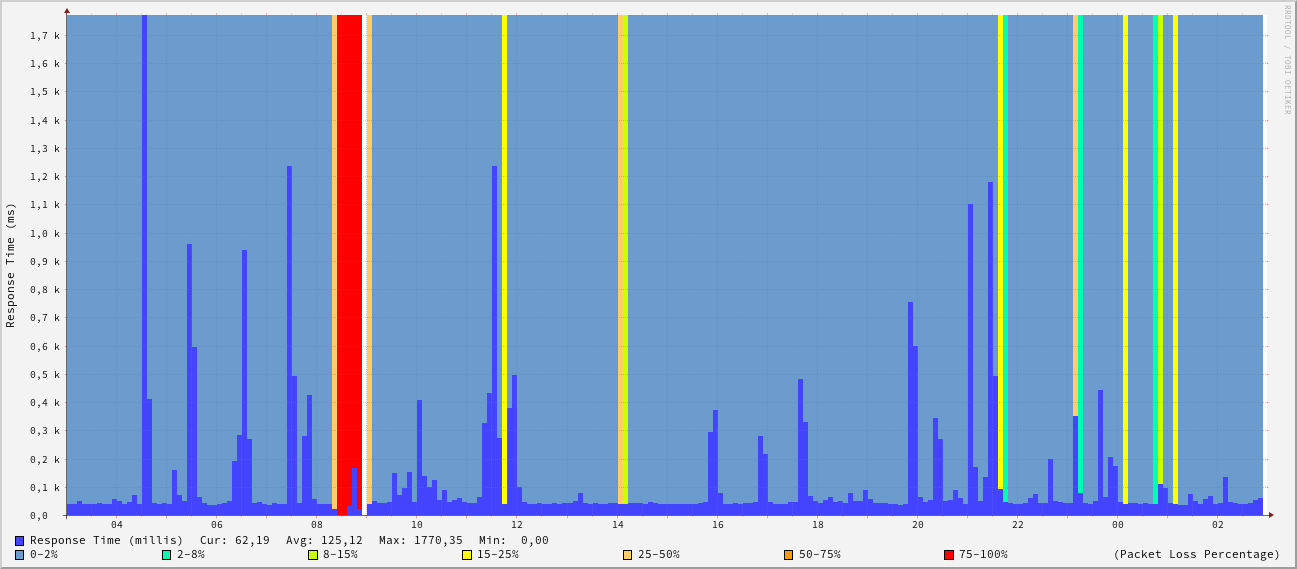 RRDTOOL / TOBI OETIKER
Response Time (ms)
1,7 k
1,6 k
1,5 k
1,4 k
1,3 k
1,2 k
1,1 k
1,0 k
0,9 k
0,8 k
0,7 k
0,6 k
0,5 k
0,4 k
0,3 k
0,2 k
0,1 k
0,0
04 06 08 10 12 14 16 18 20 22 00 02
Response Time (millis) Cur: 62,19 Avg: 125,12 Max: 1770,35 Min: 0,00
0-2% 2-8% 8-15% 15-25% 25-50% 50-75% 75-100% (Packet Loss Percentage)